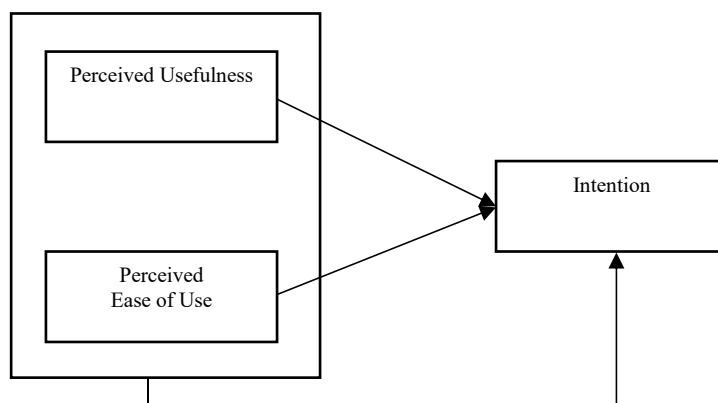 Perceived Usefulness
Intention
Perceived
Ease of Use